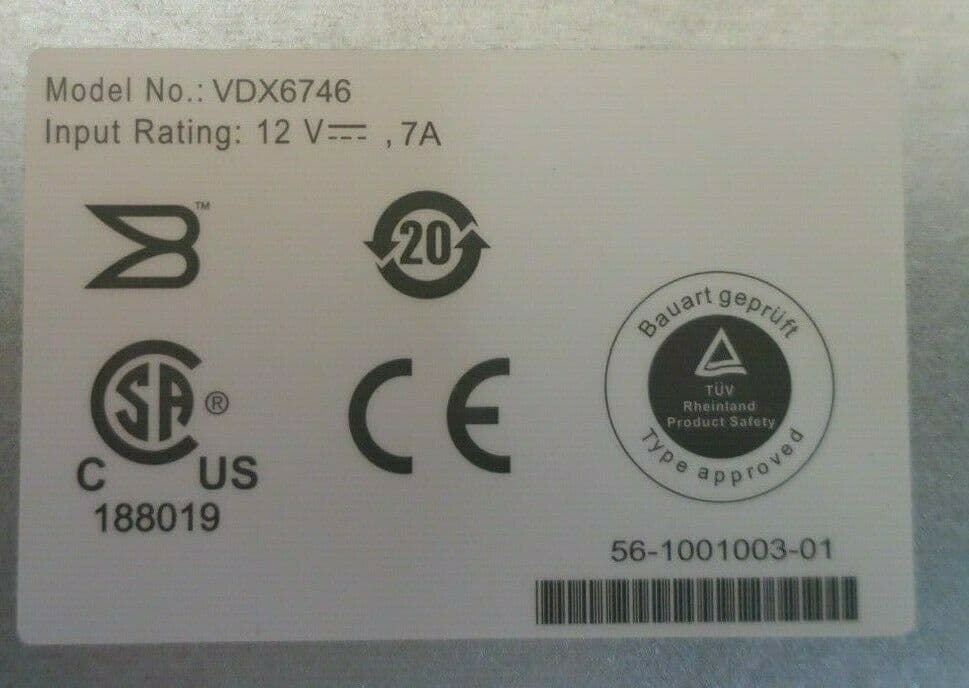 Model No.: VDX6746
Input Rating: 12 V⎓ , 7A
™
20
SA ®
C US
188019
CE
Bauart geprüft
TÜV
Rheinland
Product Safety
Type approved
56-1001003-01